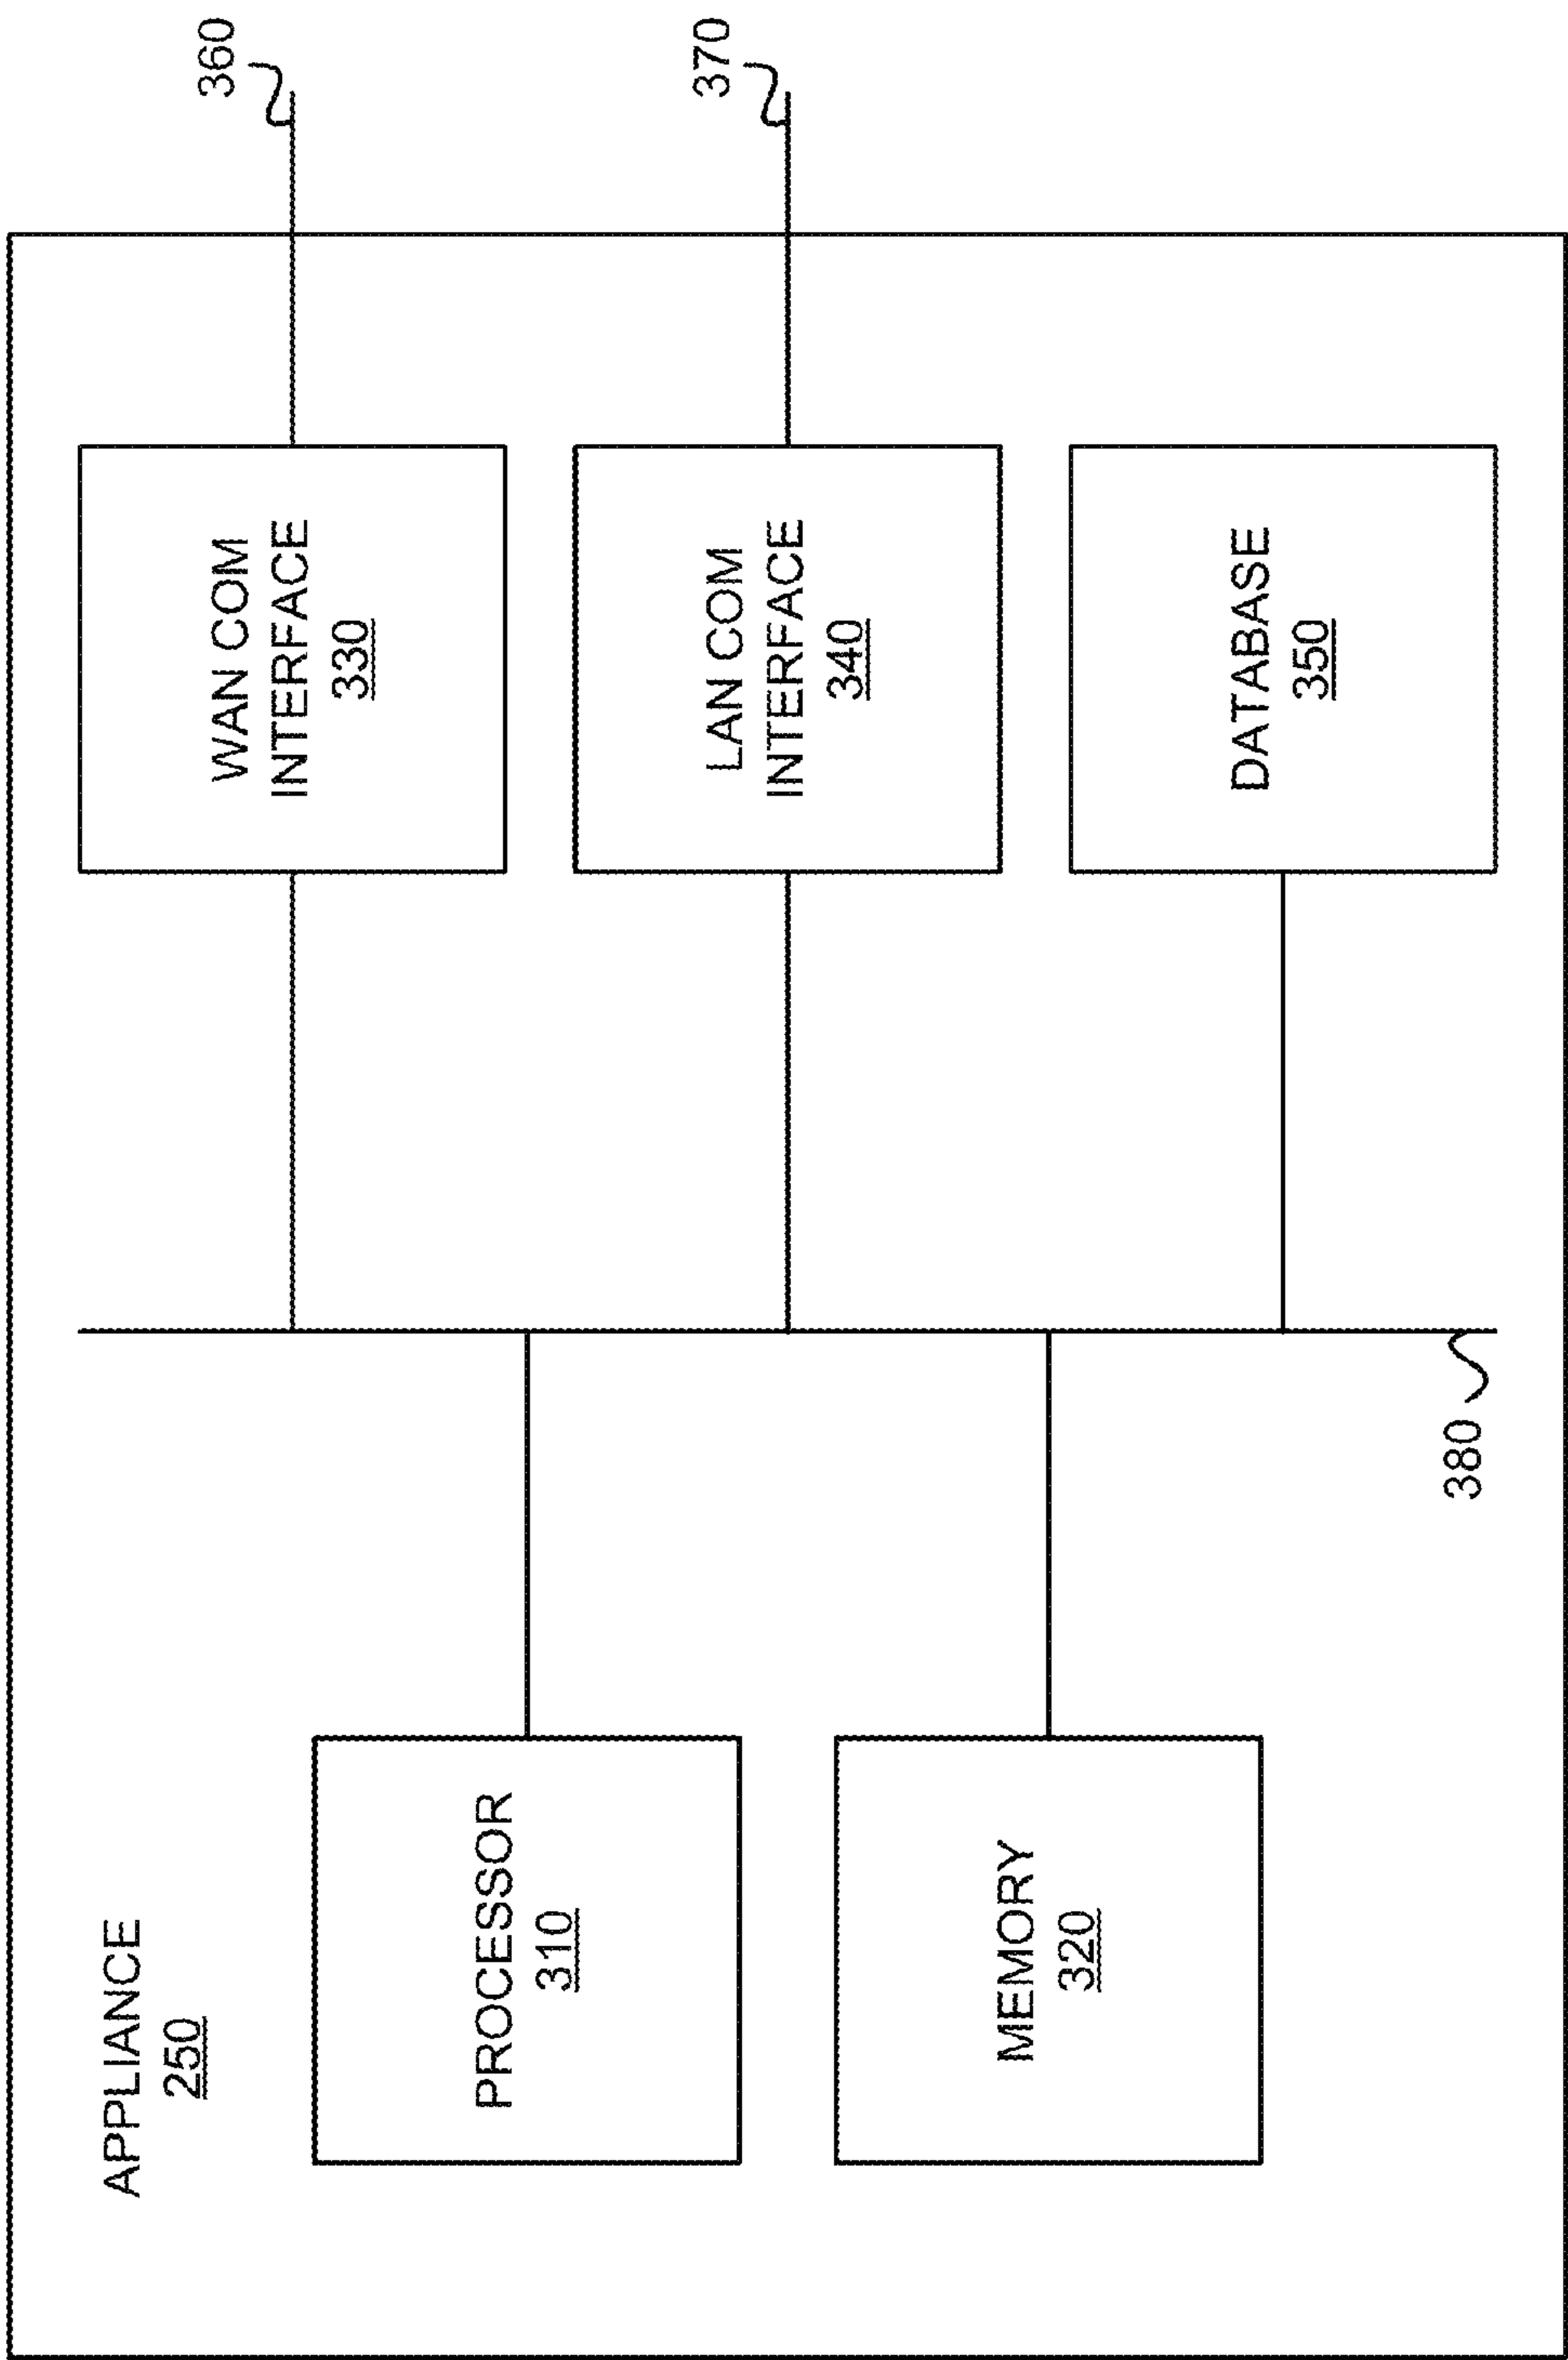 APPLIANCE
250
PROCESSOR
310
MEMORY
320
380
WAN COM
INTERFACE
330
LAN COM
INTERFACE
340
DATABASE
350
360
370